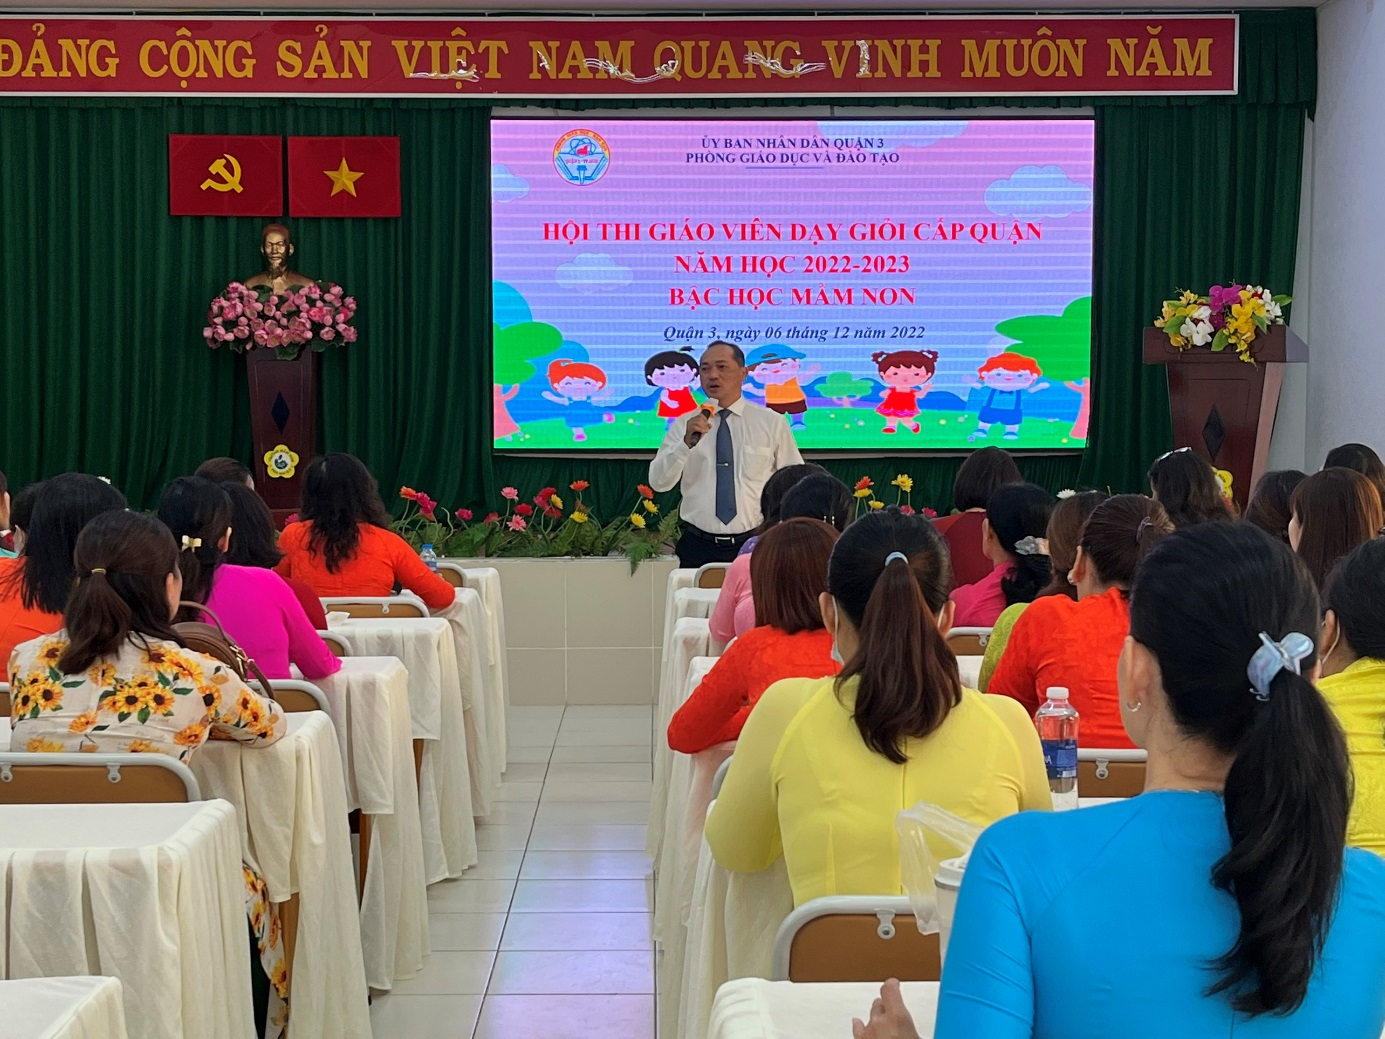 ĐẢNG CỘNG SẢN VIỆT NAM QUANG VINH MUÔN NĂM
ỦY BAN NHÂN DÂN QUẬN 3
PHÒNG GIÁO DỤC VÀ ĐÀO TẠO
HỘI THI GIÁO VIÊN DẠY GIỎI CẤP QUẬN
NĂM HỌC 2022-2023
BẬC HỌC MẦM NON
Quận 3, ngày 06 tháng 12 năm 2022